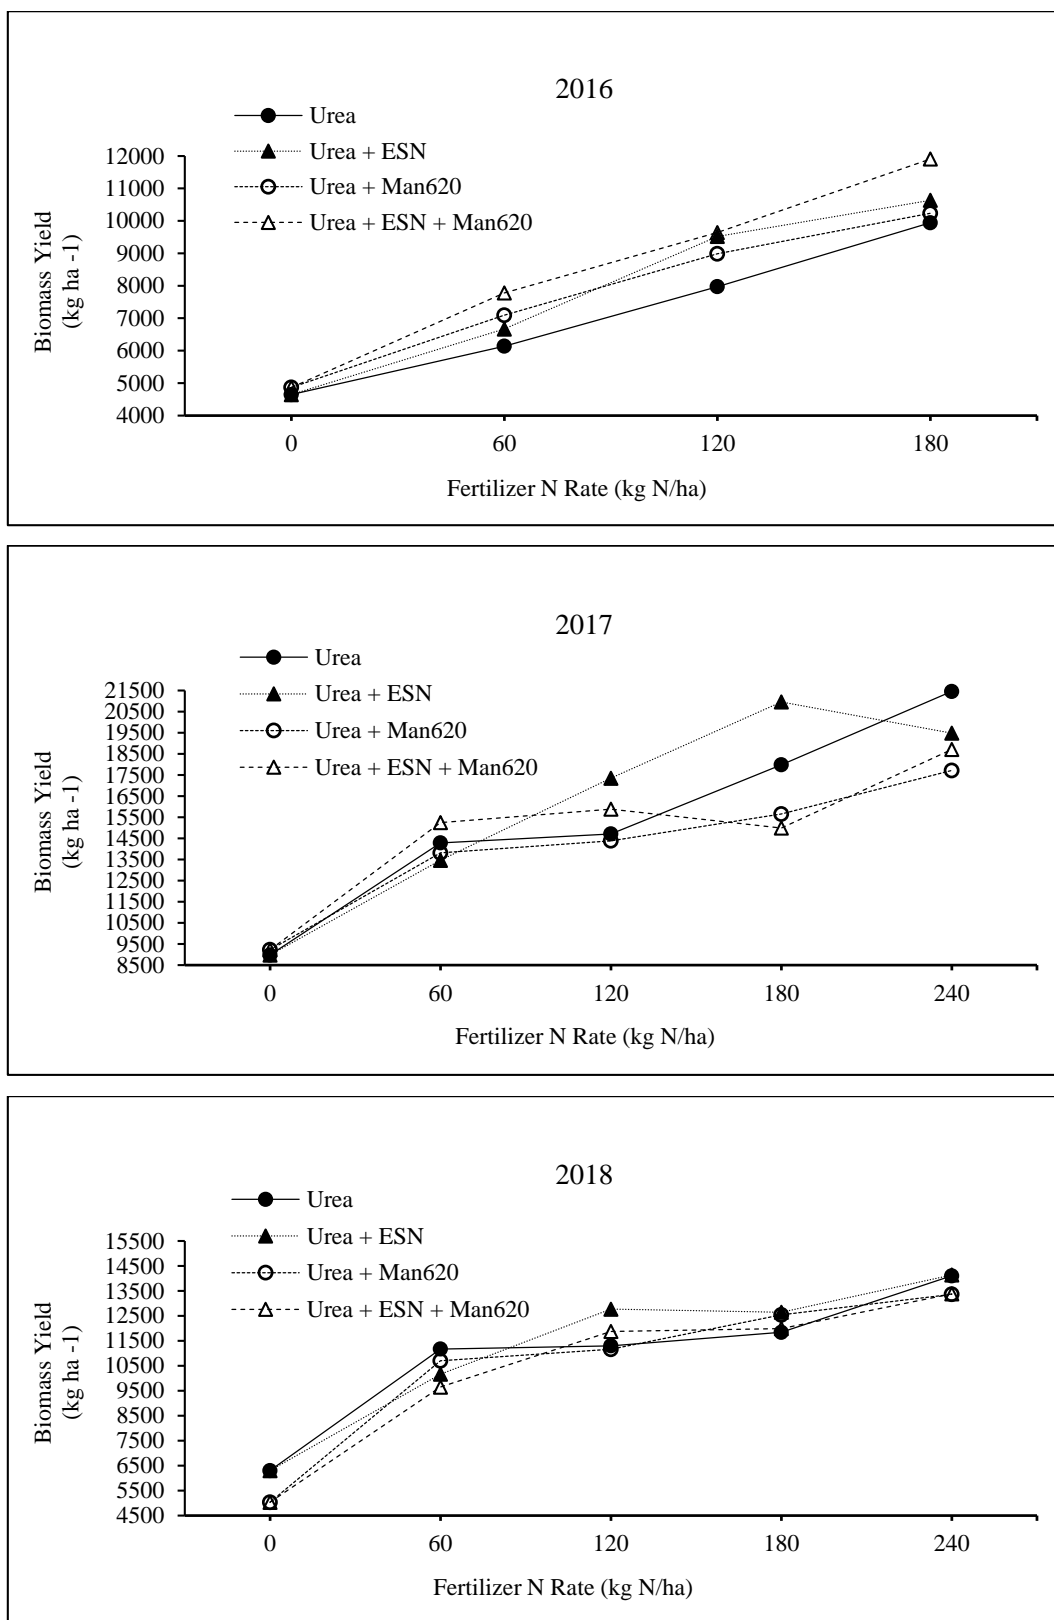 2016
Urea
Urea + ESN
Urea + Man620
Urea + ESN + Man620
12000
11000
10000
9000
8000
7000
6000
5000
4000
Biomass Yield
(kg ha -1)
0 60 120 180
Fertilizer N Rate (kg N/ha)
2017
Urea
Urea + ESN
Urea + Man620
Urea + ESN + Man620
21500
20500
19500
18500
17500
16500
15500
14500
13500
12500
11500
10500
9500
8500
Biomass Yield
(kg ha -1)
0 60 120 180 240
Fertilizer N Rate (kg N/ha)
2018
Urea
Urea + ESN
Urea + Man620
Urea + ESN + Man620
15500
14500
13500
12500
11500
10500
9500
8500
7500
6500
5500
4500
Biomass Yield
(kg ha -1)
0 60 120 180 240
Fertilizer N Rate (kg N/ha)